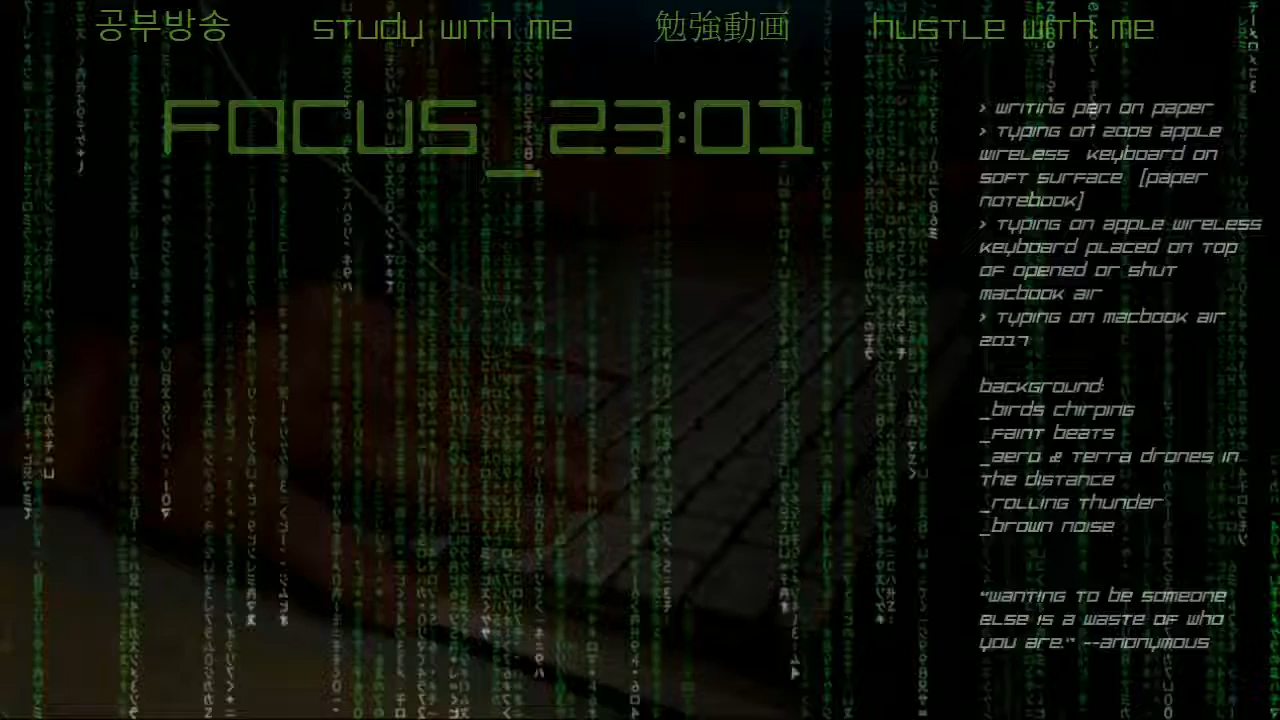 공부방송 study with me 勉強動画 hustle with me
FOCUS_ 23:01
> writing pen on paper
> typing on 2009 apple
wireless keyboard on
soft surface [paper
notebook]
> typing on apple wireless
keyboard placed on top
of opened or shut
macbook air
> typing on macbook air
2017
background:
_birds chirping
_faint beats
_aero & terra drones in
the distance
_rolling thunder
_brown noise
"wanting to be someone
else is a waste of who
you are." --anonymous